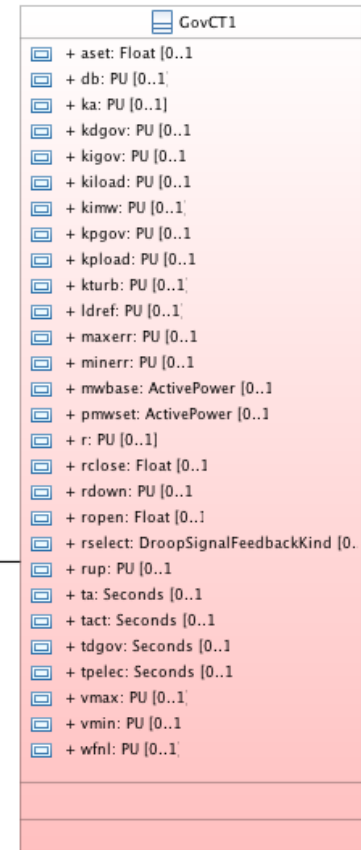 GovCT1
+ aset: Float [0..1
+ db: PU [0..1
+ ka: PU [0..1]
+ kdgov: PU [0..1
+ kigov: PU [0..1
+ kiload: PU [0..1
+ kimw: PU [0..1
+ kpgov: PU [0..1
+ kpload: PU [0..1
+ kturb: PU [0..1
+ ldref: PU [0..1
+ maxerr: PU [0..1
+ minerr: PU [0..1
+ mwbase: ActivePower [0..1
+ pmwset: ActivePower [0..1
+ r: PU [0..1]
+ rclose: Float [0..1
+ rdown: PU [0..1
+ ropen: Float [0..1
+ rselect: DroopSignalFeedbackKind [0.
+ rup: PU [0..1
+ ta: Seconds [0..1
+ tact: Seconds [0..1
+ tdgov: Seconds [0..1
+ tpelec: Seconds [0..1
+ vmax: PU [0..1
+ vmin: PU [0..1
+ wfnl: PU [0..1